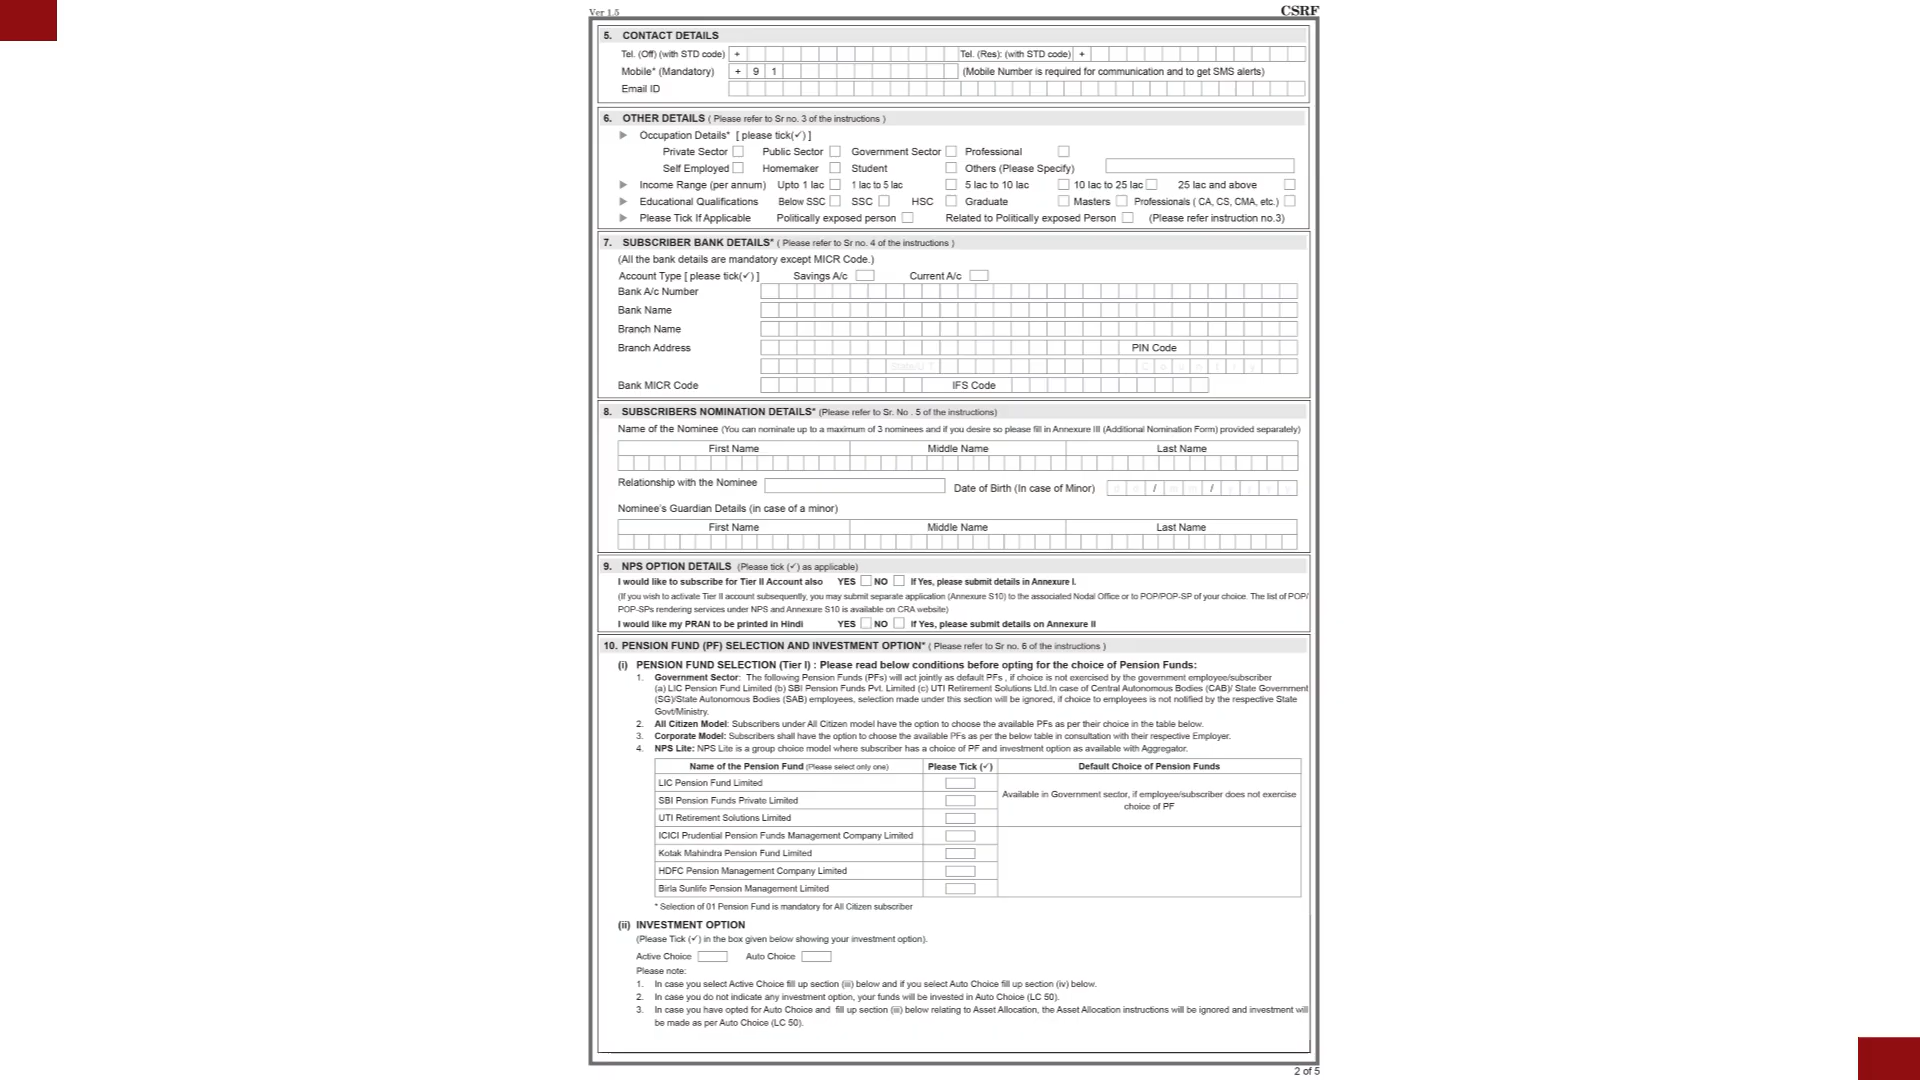 Ver 1.5 CSRF
5. CONTACT DETAILS
Tel. (Off) (with STD code) + Tel. (Res): (with STD code) +
Mobile* (Mandatory) + 9 1 (Mobile Number is required for communication and to get SMS alerts)
Email ID
6. OTHER DETAILS ( Please refer to Sr no. 3 of the instructions )
Occupation Details* [ please tick(✓) ]
Private Sector Public Sector Government Sector Professional
Self Employed Homemaker Student Others (Please Specify)
Income Range (per annum) Upto 1 lac 1 lac to 5 lac 5 lac to 10 lac 10 lac to 25 lac 25 lac and above
Educational Qualifications Below SSC SSC HSC Graduate Masters Professionals ( CA, CS, CMA, etc.)
Please Tick If Applicable Politically exposed person Related to Politically exposed Person (Please refer instruction no.3)
7. SUBSCRIBER BANK DETAILS* ( Please refer to Sr no. 4 of the instructions )
(All the bank details are mandatory except MICR Code.)
Account Type [ please tick(✓) ] Savings A/c Current A/c
Bank A/c Number
Bank Name
Branch Name
Branch Address PIN Code
State/U.T. C o u n t r y
Bank MICR Code IFS Code
8. SUBSCRIBERS NOMINATION DETAILS* (Please refer to Sr. No . 5 of the instructions)
Name of the Nominee (You can nominate up to a maximum of 3 nominees and if you desire so please fill in Annexure III (Additional Nomination Form) provided separately)
First Name Middle Name Last Name
Relationship with the Nominee Date of Birth (In case of Minor) d d / m m / y y y y
Nominee's Guardian Details (in case of a minor)
First Name Middle Name Last Name
9. NPS OPTION DETAILS (Please tick (✓) as applicable)
I would like to subscribe for Tier II Account also YES NO If Yes, please submit details in Annexure I.
(If you wish to activate Tier II account subsequently, you may submit separate application (Annexure S10) to the associated Nodal Office or to POP/POP-SP of your choice. The list of POP/
POP-SPs rendering services under NPS and Annexure S10 is available on CRA website)
I would like my PRAN to be printed in Hindi YES NO If Yes, please submit details on Annexure II
10. PENSION FUND (PF) SELECTION AND INVESTMENT OPTION* ( Please refer to Sr no. 6 of the instructions )
(i) PENSION FUND SELECTION (Tier I) : Please read below conditions before opting for the choice of Pension Funds:
1. Government Sector: The following Pension Funds (PFs) will act jointly as default PFs , if choice is not exercised by the government employee/subscriber
(a) LIC Pension Fund Limited (b) SBI Pension Funds Pvt. Limited (c) UTI Retirement Solutions Ltd.In case of Central Autonomous Bodies (CAB)/ State Government
(SG)/State Autonomous Bodies (SAB) employees, selection made under this section will be ignored, if choice to employees is not notified by the respective State
Govt/Ministry.
2. All Citizen Model: Subscribers under All Citizen model have the option to choose the available PFs as per their choice in the table below.
3. Corporate Model: Subscribers shall have the option to choose the available PFs as per the below table in consultation with their respective Employer.
4. NPS Lite: NPS Lite is a group choice model where subscriber has a choice of PF and investment option as available with Aggregator.
Name of the Pension Fund (Please select only one) Please Tick (✓) Default Choice of Pension Funds
LIC Pension Fund Limited
SBI Pension Funds Private Limited
UTI Retirement Solutions Limited
Available in Government sector, if employee/subscriber does not exercise
choice of PF
ICICI Prudential Pension Funds Management Company Limited
Kotak Mahindra Pension Fund Limited
HDFC Pension Management Company Limited
Birla Sunlife Pension Management Limited
* Selection of 01 Pension Fund is mandatory for All Citizen subscriber
(ii) INVESTMENT OPTION
(Please Tick (✓) in the box given below showing your investment option).
Active Choice Auto Choice
Please note:
1. In case you select Active Choice fill up section (iii) below and if you select Auto Choice fill up section (iv) below.
2. In case you do not indicate any investment option, your funds will be invested in Auto Choice (LC 50).
3. In case you have opted for Auto Choice and fill up section (iii) below relating to Asset Allocation, the Asset Allocation instructions will be ignored and investment will
be made as per Auto Choice (LC 50).
2 of 5